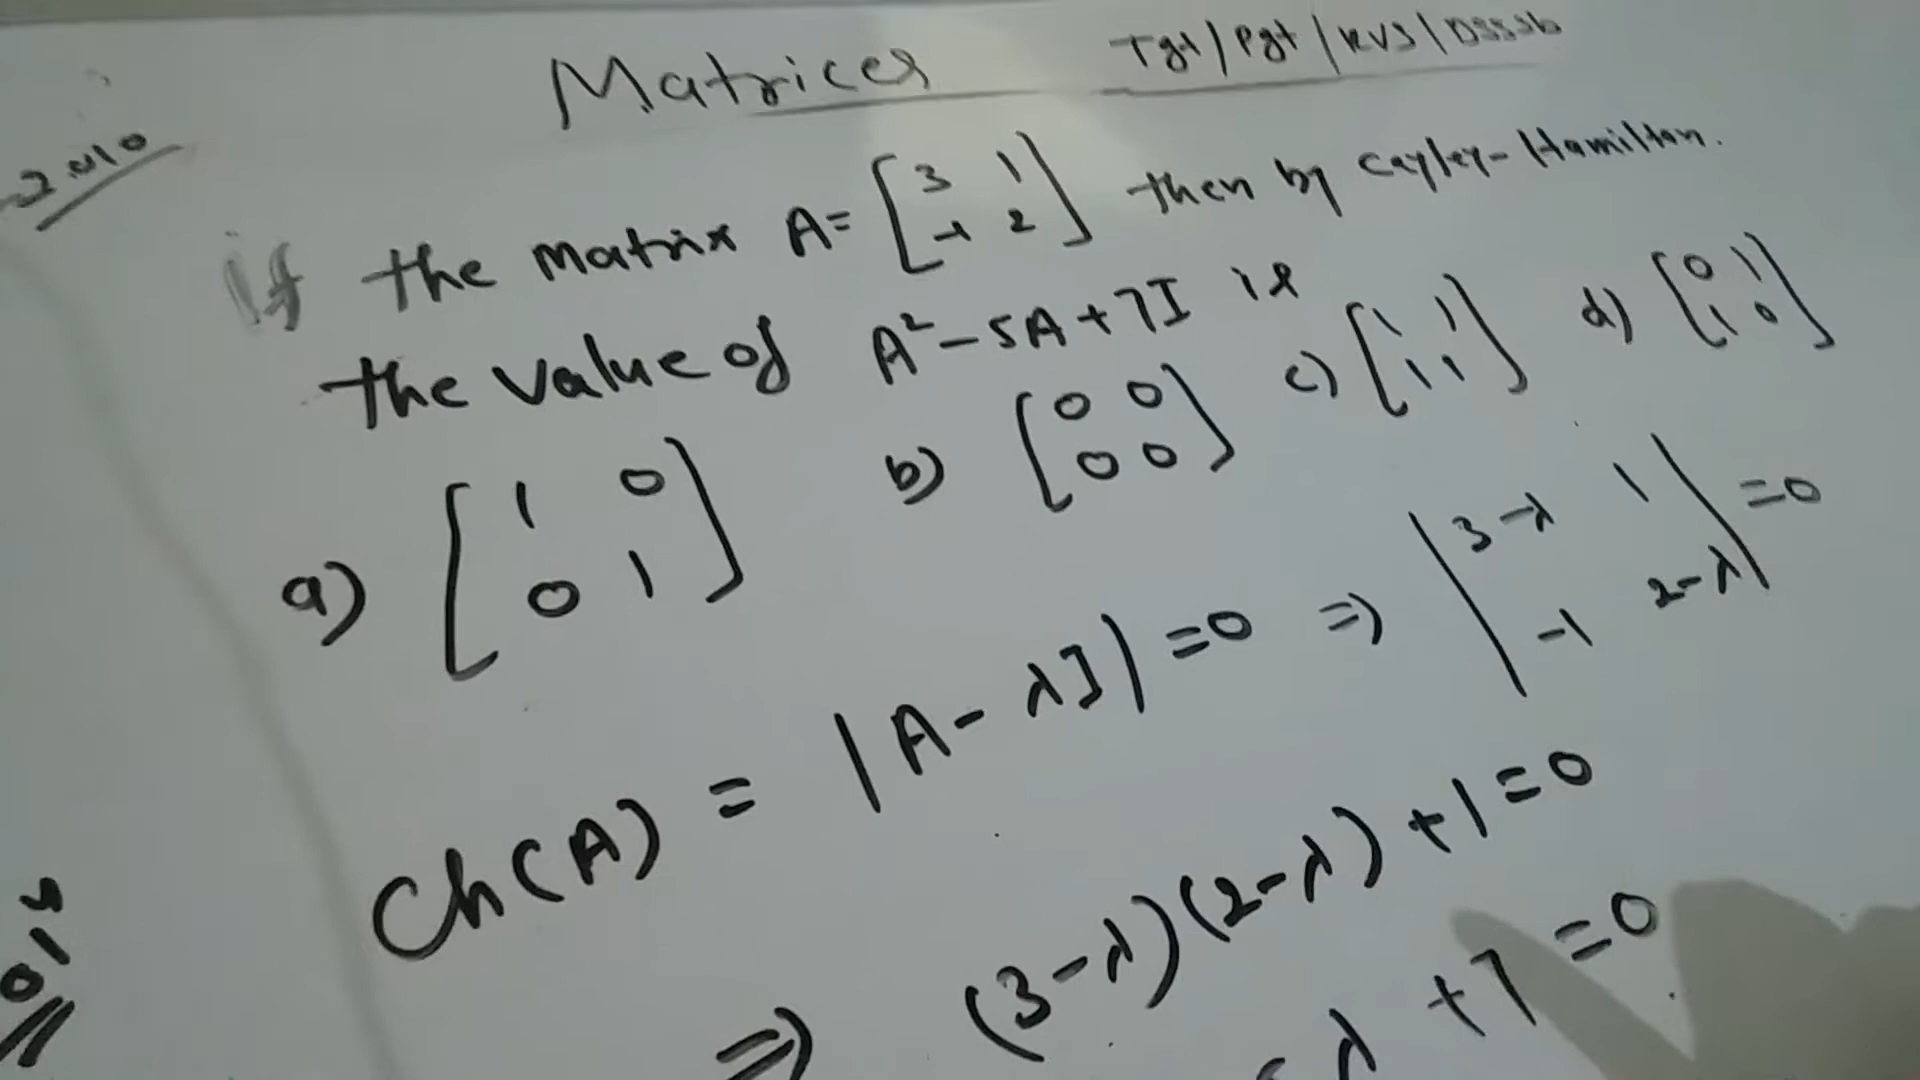 Matrices Tgt/Pgt/KVS/DSSSb
2010
If the matrix A= [3 1 -1 2] then by Cayley-Hamilton.
the value of A²-5A+7I is
a) [1 0 0 1] b) [0 0 0 0] c) [1 1 1 1] d) [0 1 1 0]
Ch(A) = |A-λI|=0 => |3-λ 1 -1 2-λ|=0
=> (3-λ)(2-λ)+1=0
λ +7=0